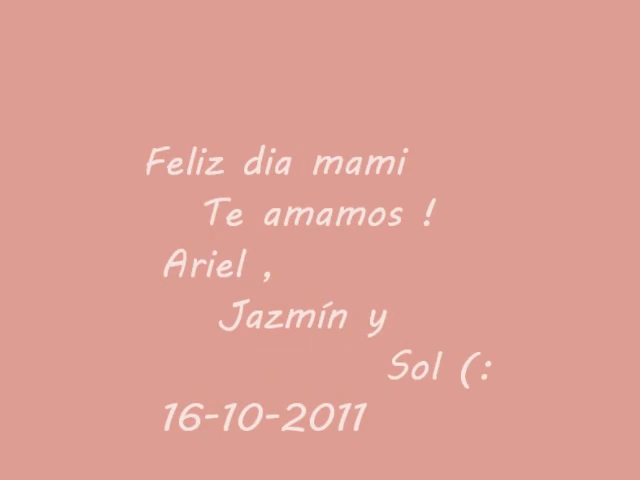 Feliz dia mami
Te amamos !
Ariel ,
Jazmín y
Sol (:
16-10-2011